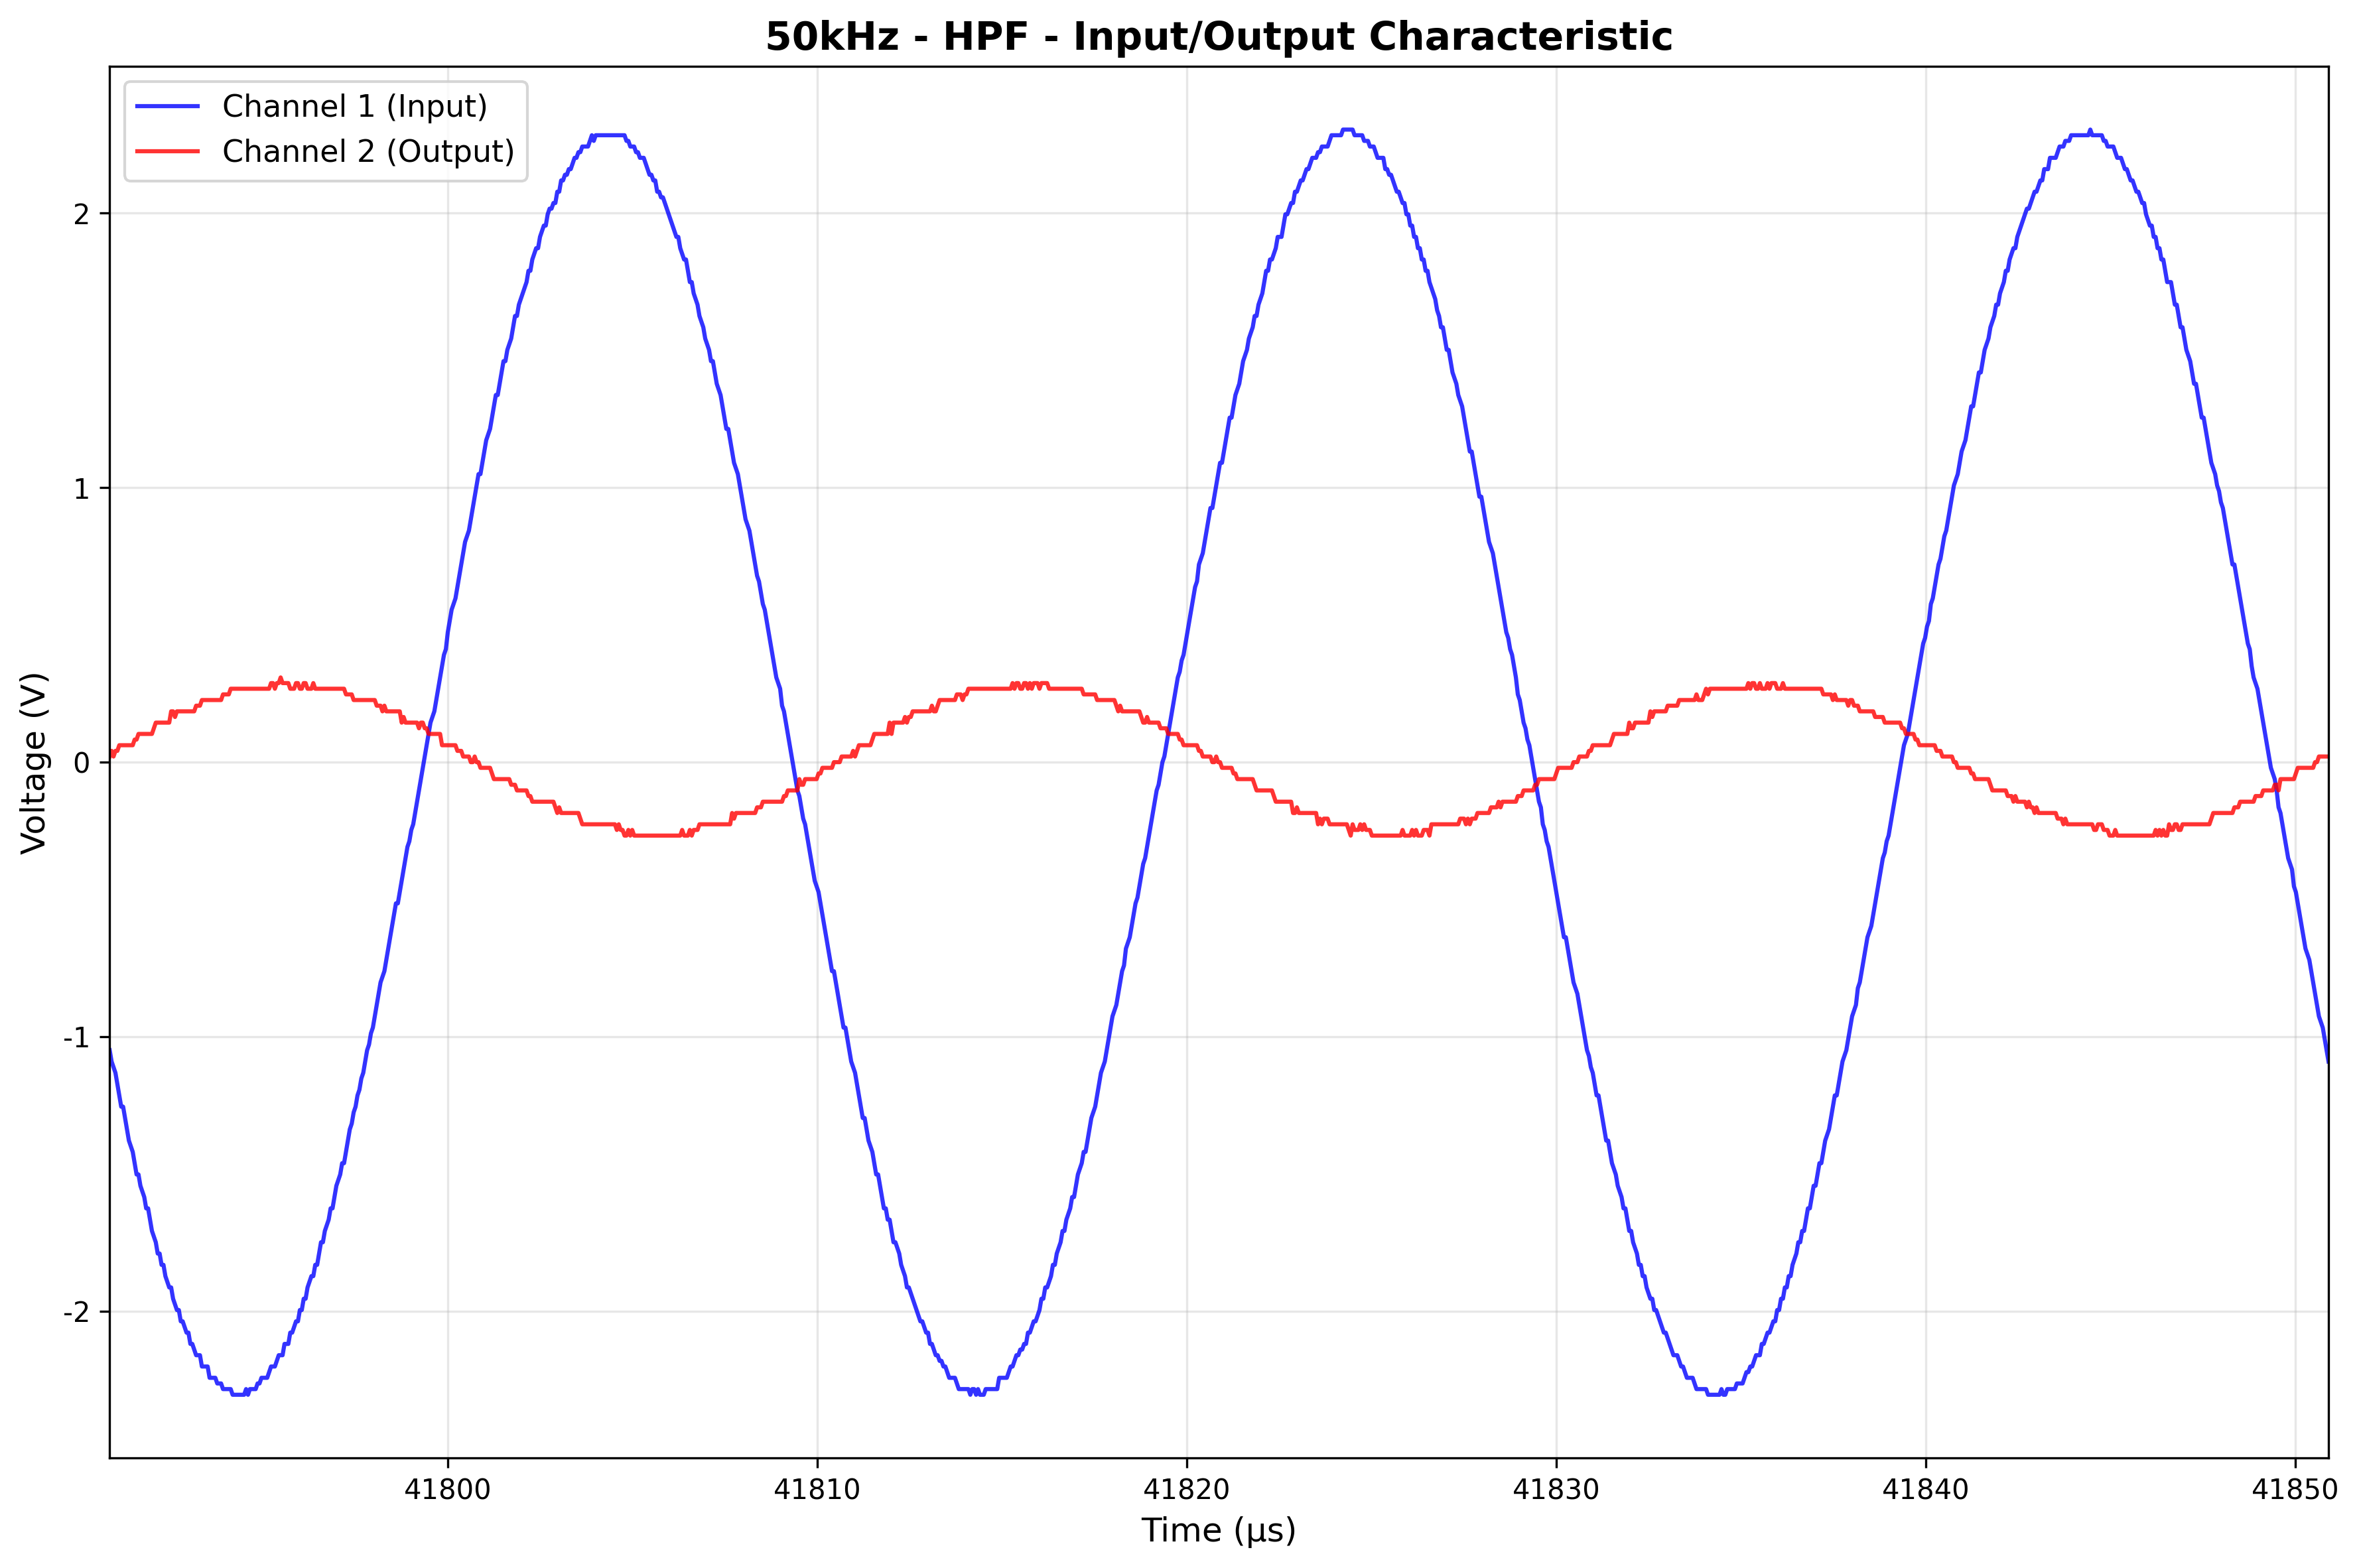 50kHz - HPF - Input/Output Characteristic
Channel 1 (Input)
Channel 2 (Output)
2
1
0
-1
-2
Voltage (V)
41800
41810
41820
41830
41840
41850
Time (µs)